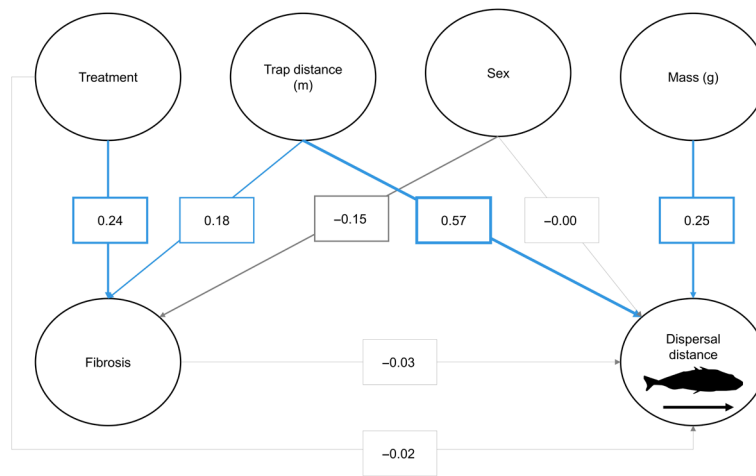 Treatment
Trap distance
(m)
Sex
Mass (g)
0.24
0.18
–0.15
0.57
–0.00
0.25
Fibrosis
–0.03
Dispersal
distance
–0.02